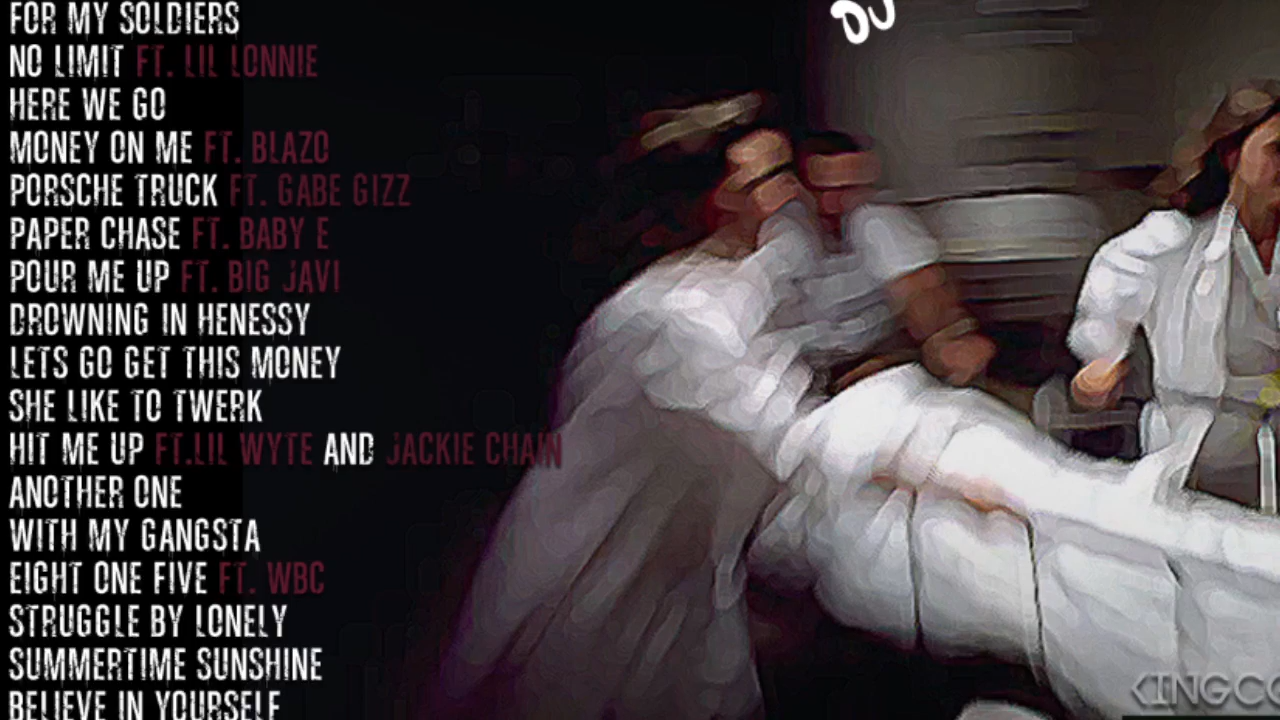 FOR MY SOLDIERS
NO LIMIT FT. LIL LONNIE
HERE WE GO
MONEY ON ME FT. BLAZO
PORSCHE TRUCK FT. GABE GIZZ
PAPER CHASE FT. BABY E
POUR ME UP FT. BIG JAVI
DROWNING IN HENESSY
LETS GO GET THIS MONEY
SHE LIKE TO TWERK
HIT ME UP FT.LIL WYTE AND JACKIE CHAIN
ANOTHER ONE
WITH MY GANGSTA
EIGHT ONE FIVE FT. WBC
STRUGGLE BY LONELY
SUMMERTIME SUNSHINE
BELIEVE IN YOURSELF
DJ